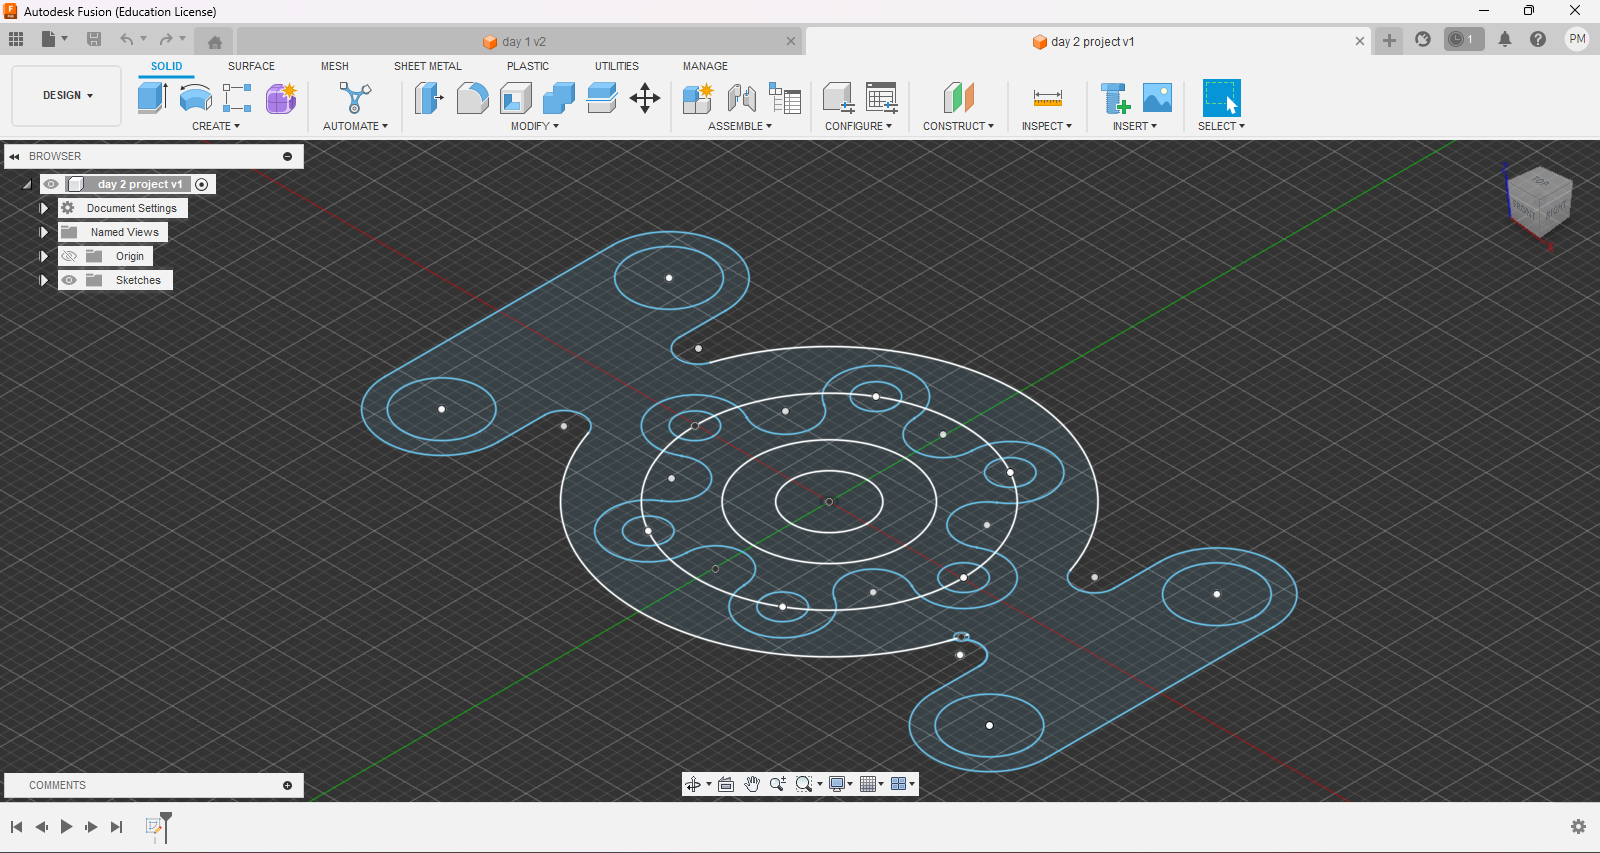 Autodesk Fusion (Education License)
day 1 v2
day 2 project v1
1
PM
DESIGN
SOLID
SURFACE
MESH
SHEET METAL
PLASTIC
UTILITIES
MANAGE
CREATE
AUTOMATE
MODIFY
ASSEMBLE
CONFIGURE
CONSTRUCT
INSPECT
INSERT
SELECT
BROWSER
day 2 project v1
Document Settings
Named Views
Origin
Sketches
TOP
FRONT
RIGHT
COMMENTS